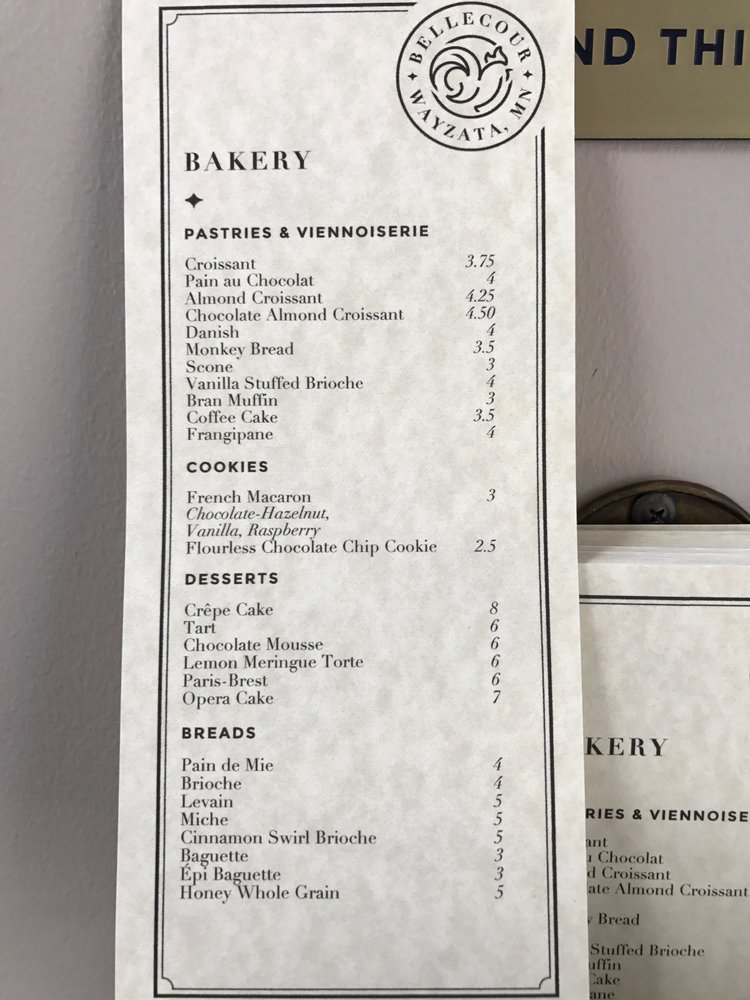 BELLECOUR
WAYZATA, MN
ND THI
BAKERY
PASTRIES & VIENNOISERIE
Croissant 3.75
Pain au Chocolat 4
Almond Croissant 4.25
Chocolate Almond Croissant 4.50
Danish 4
Monkey Bread 3.5
Scone 3
Vanilla Stuffed Brioche 4
Bran Muffin 3
Coffee Cake 3.5
Frangipane 4
COOKIES
French Macaron 3
Chocolate-Hazelnut,
Vanilla, Raspberry
Flourless Chocolate Chip Cookie 2.5
DESSERTS
Crêpe Cake 8
Tart 6
Chocolate Mousse 6
Lemon Meringue Torte 6
Paris-Brest 6
Opera Cake 7
BREADS
Pain de Mie 4
Brioche 4
Levain 5
Miche 5
Cinnamon Swirl Brioche 5
Baguette 3
Épi Baguette 3
Honey Whole Grain 5
KERY
RIES & VIENNOISE
ant
u Chocolat
d Croissant
ate Almond Croissant
y Bread
Stuffed Brioche
uffin
Cake
ane